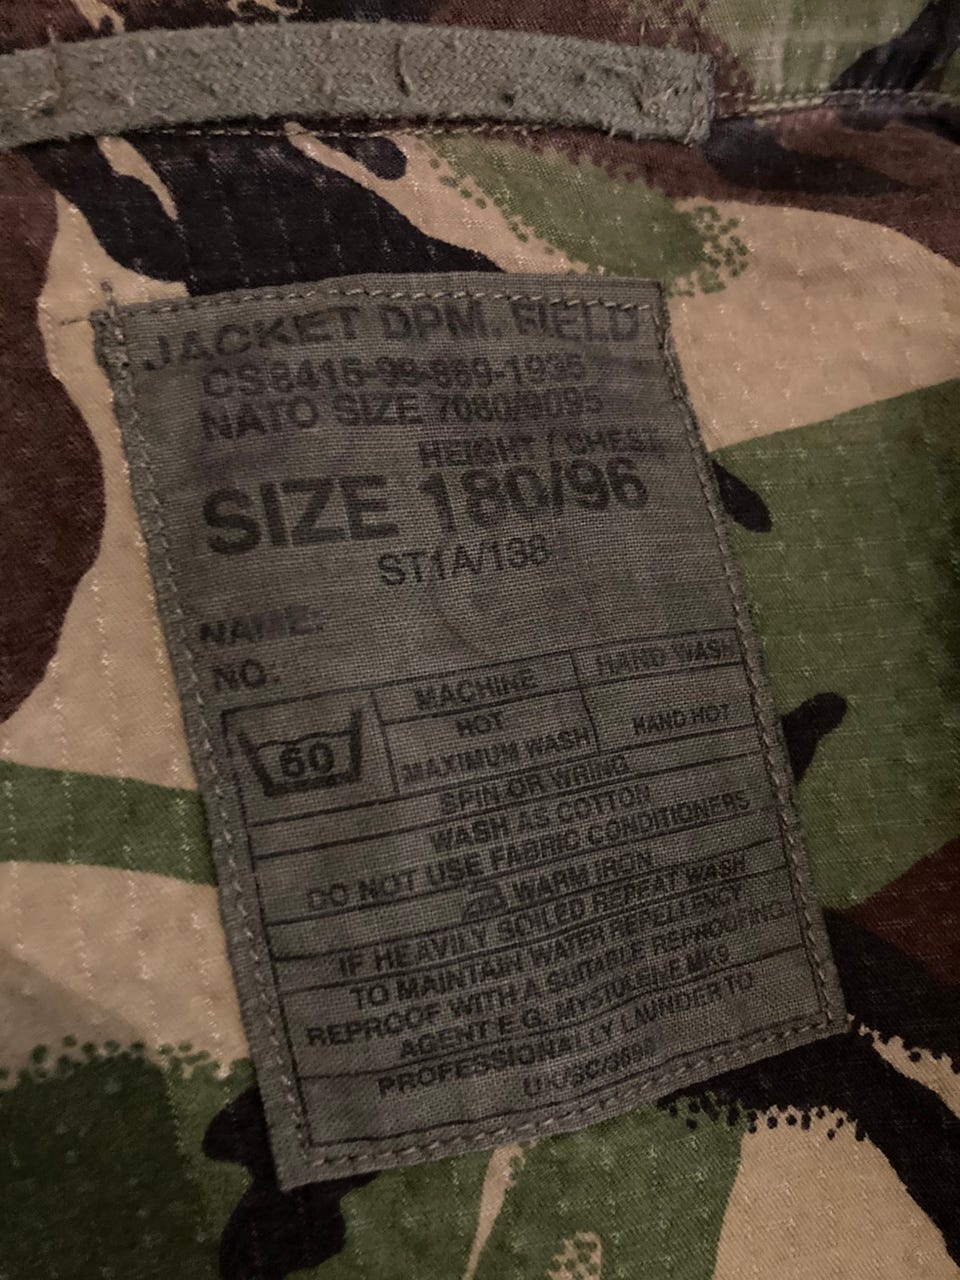 JACKET DPM. FIELD
CS8415-99-869-1935
NATO SIZE 7080/9095
HEIGHT / CHEST
SIZE 180/96
ST1A/138
NAME:
NO:
60
MACHINE
HAND WASH
HOT
MAXIMUM WASH
HAND HOT
SPIN OR WRING
WASH AS COTTON
DO NOT USE FABRIC CONDITIONERS
WARM IRON
IF HEAVILY SOILED REPEAT WASH
TO MAINTAIN WATER REPELLENCY
REPROOF WITH A SUITABLE REPROOFING
AGENT E G. MYSTOLENE MK9
PROFESSIONALLY LAUNDER TO